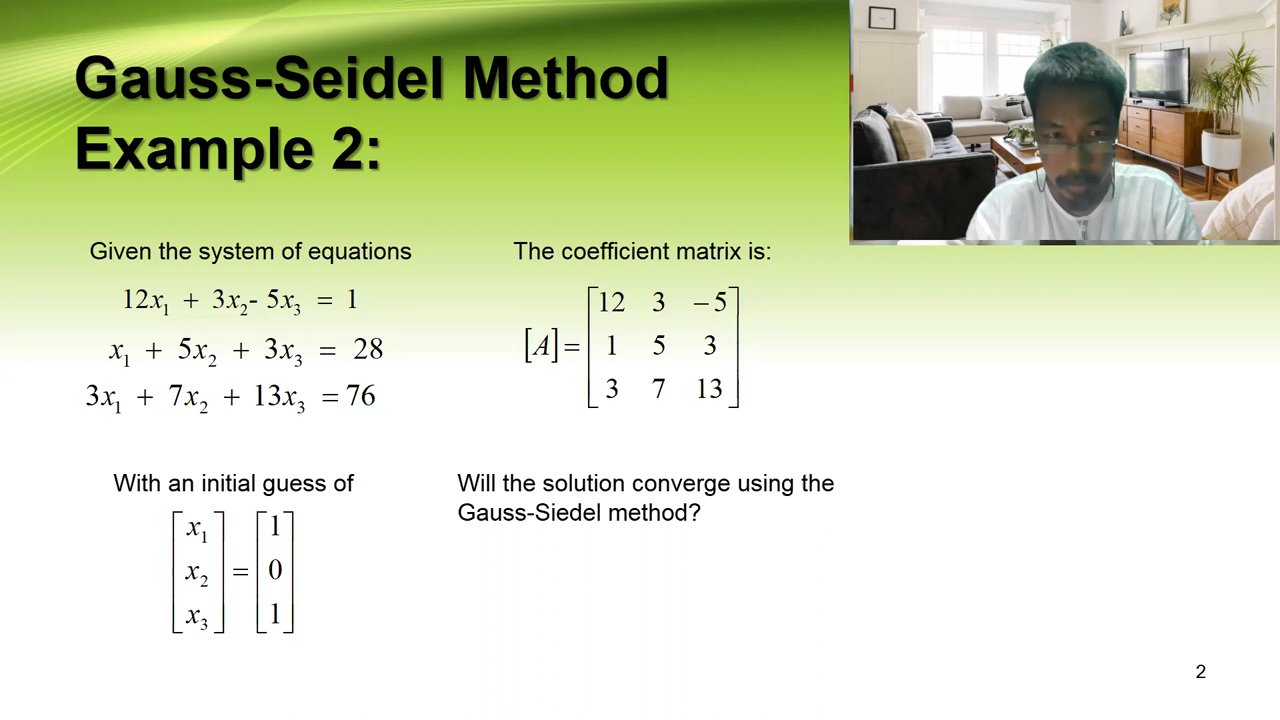 Gauss-Seidel Method
Example 2:
Given the system of equations
12x₁ + 3x₂- 5x₃ = 1
x₁ + 5x₂ + 3x₃ = 28
3x₁ + 7x₂ + 13x₃ = 76
The coefficient matrix is:
[A] = [12 3 −5
1 5 3
3 7 13]
With an initial guess of
[x₁
x₂
x₃] = [1
0
1]
Will the solution converge using the
Gauss-Siedel method?
2